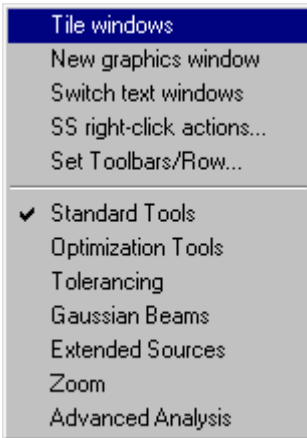 Tile windows
New graphics window
Switch text windows
SS right-click actions...
Set Toolbars/Row...
Standard Tools
Optimization Tools
Tolerancing
Gaussian Beams
Extended Sources
Zoom
Advanced Analysis